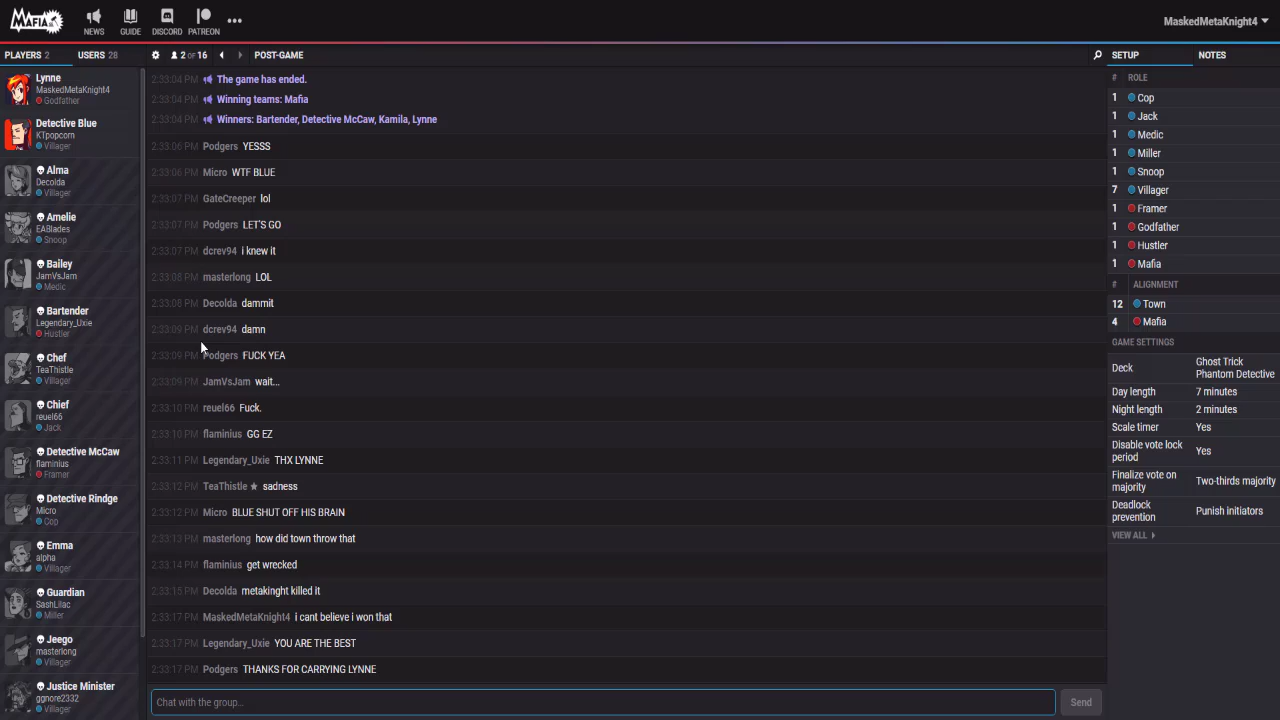 MAFIA.GG
NEWS
GUIDE
DISCORD
PATREON
MaskedMetaKnight4
PLAYERS 2
USERS 28
2 of 16
POST-GAME
SETUP
NOTES
Lynne
MaskedMetaKnight4
Godfather
Detective Blue
KTpopcorn
Villager
Alma
Decolda
Villager
Amelie
EABlades
Snoop
Bailey
JamVsJam
Medic
Bartender
Legendary_Uxie
Hustler
Chef
TeaThistle
Villager
Chief
reuel66
Jack
Detective McCaw
flaminius
Framer
Detective Rindge
Micro
Cop
Emma
alpha
Villager
Guardian
SashLilac
Miller
Jeego
masterlong
Villager
Justice Minister
ggnore2332
Villager
2:33:04 PM The game has ended.
2:33:04 PM Winning teams: Mafia
2:33:04 PM Winners: Bartender, Detective McCaw, Kamila, Lynne
2:33:06 PM Podgers YESSS
2:33:06 PM Micro WTF BLUE
2:33:07 PM GateCreeper lol
2:33:07 PM Podgers LET'S GO
2:33:07 PM dcrev94 i knew it
2:33:08 PM masterlong LOL
2:33:08 PM Decolda dammit
2:33:09 PM dcrev94 damn
2:33:09 PM Podgers FUCK YEA
2:33:09 PM JamVsJam wait...
2:33:10 PM reuel66 Fuck.
2:33:10 PM flaminius GG EZ
2:33:11 PM Legendary_Uxie THX LYNNE
2:33:12 PM TeaThistle ★ sadness
2:33:12 PM Micro BLUE SHUT OFF HIS BRAIN
2:33:13 PM masterlong how did town throw that
2:33:14 PM flaminius get wrecked
2:33:15 PM Decolda metakinght killed it
2:33:17 PM MaskedMetaKnight4 i cant believe i won that
2:33:17 PM Legendary_Uxie YOU ARE THE BEST
2:33:17 PM Podgers THANKS FOR CARRYING LYNNE
Chat with the group...
Send
# ROLE
1 Cop
1 Jack
1 Medic
1 Miller
1 Snoop
7 Villager
1 Framer
1 Godfather
1 Hustler
1 Mafia
# ALIGNMENT
12 Town
4 Mafia
GAME SETTINGS
Deck Ghost Trick
Phantom Detective
Day length 7 minutes
Night length 2 minutes
Scale timer Yes
Disable vote lock
period Yes
Finalize vote on
majority Two-thirds majority
Deadlock
prevention Punish initiators
VIEW ALL